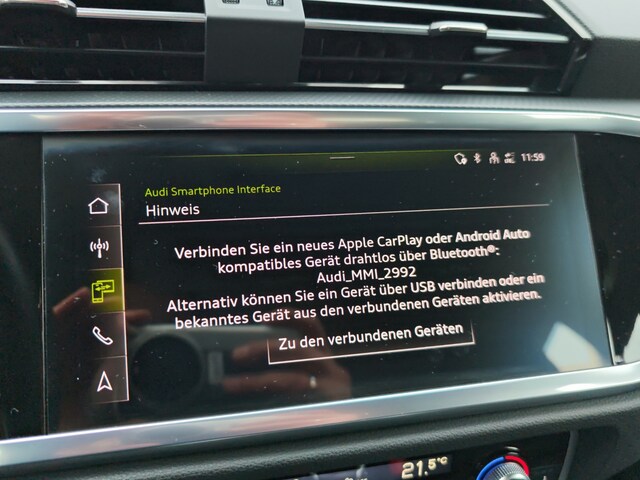 11:59
Audi Smartphone Interface
Hinweis
Verbinden Sie ein neues Apple CarPlay oder Android Auto
kompatibles Gerät drahtlos über Bluetooth®:
Audi_MMI_2992
Alternativ können Sie ein Gerät über USB verbinden oder ein
bekanntes Gerät aus den verbundenen Geräten aktivieren.
Zu den verbundenen Geräten
21.5°C